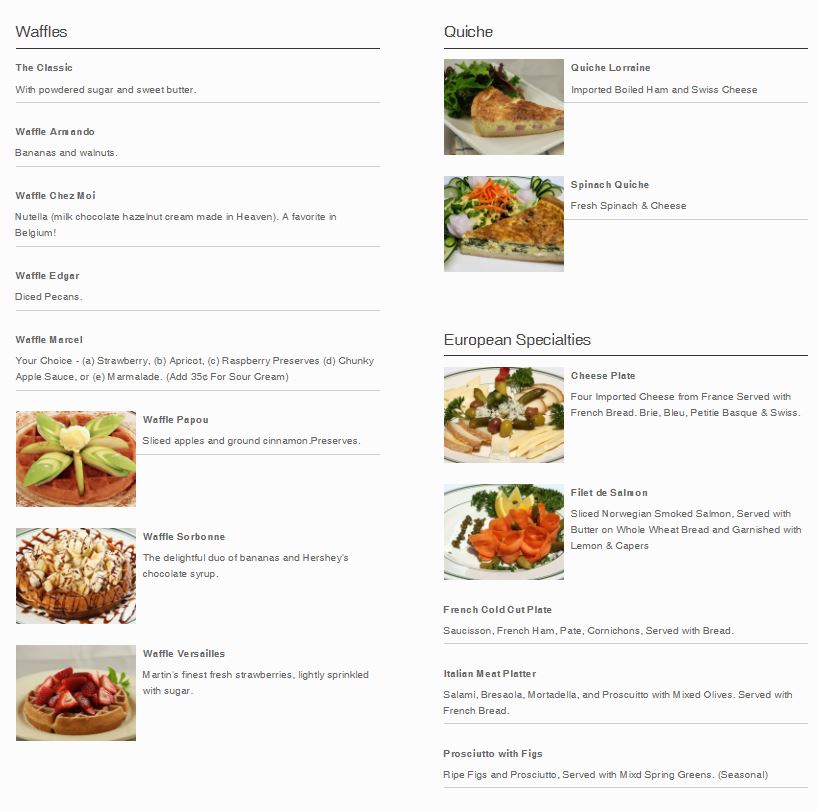 Waffles
The Classic
With powdered sugar and sweet butter.
Waffle Armando
Bananas and walnuts.
Waffle Chez Moi
Nutella (milk chocolate hazelnut cream made in Heaven). A favorite in
Belgium!
Waffle Edgar
Diced Pecans.
Waffle Marcel
Your Choice - (a) Strawberry, (b) Apricot, (c) Raspberry Preserves (d) Chunky
Apple Sauce, or (e) Marmalade. (Add 35¢ For Sour Cream)
Waffle Papou
Sliced apples and ground cinnamon.Preserves.
Waffle Sorbonne
The delightful duo of bananas and Hershey's
chocolate syrup.
Waffle Versailles
Martin's finest fresh strawberries, lightly sprinkled
with sugar.
Quiche
Quiche Lorraine
Imported Boiled Ham and Swiss Cheese
Spinach Quiche
Fresh Spinach & Cheese
European Specialties
Cheese Plate
Four Imported Cheese from France Served with
French Bread. Brie, Bleu, Petitie Basque & Swiss.
Filet de Salmon
Sliced Norwegian Smoked Salmon, Served with
Butter on Whole Wheat Bread and Garnished with
Lemon & Capers
French Cold Cut Plate
Saucisson, French Ham, Pate, Cornichons, Served with Bread.
Italian Meat Platter
Salami, Bresaola, Mortadella, and Proscuitto with Mixed Olives. Served with
French Bread.
Prosciutto with Figs
Ripe Figs and Prosciutto, Served with Mixd Spring Greens. (Seasonal)